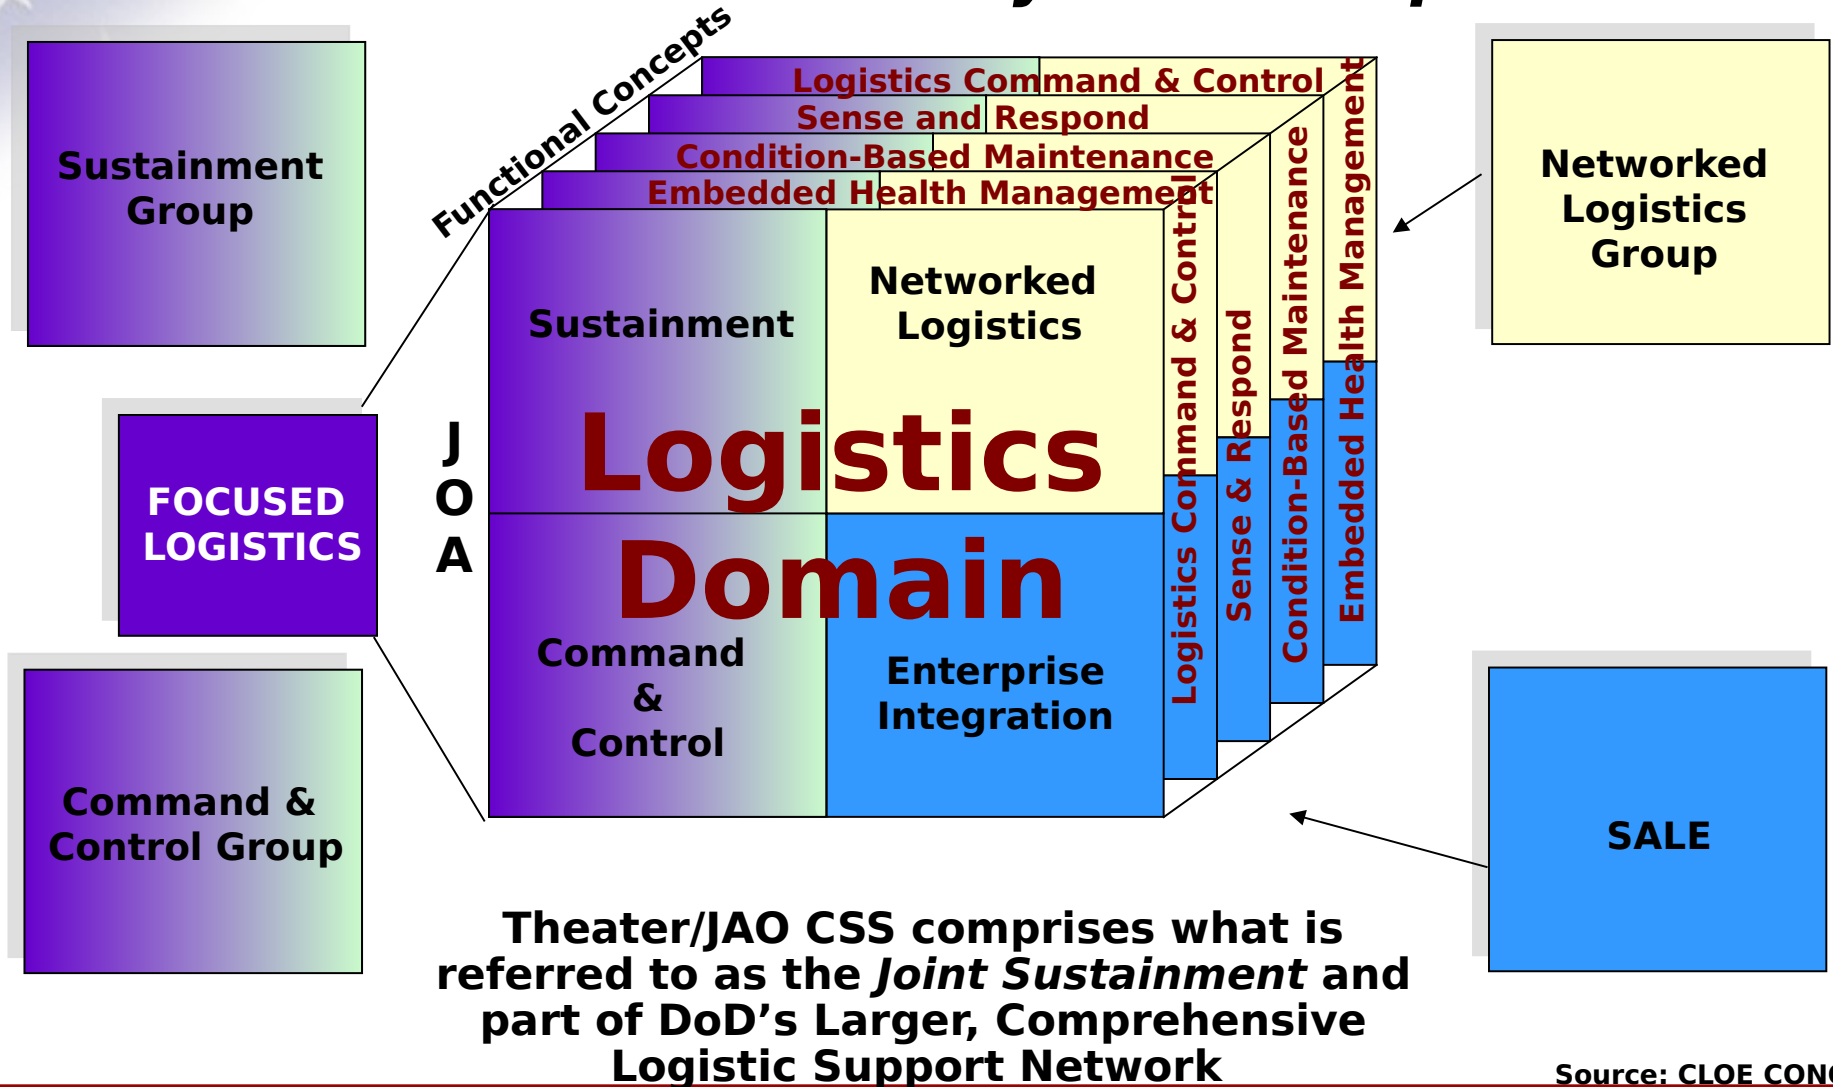 Functional Concepts
Logistics Command & Control
Sense and Respond
Condition-Based Maintenance
Embedded Health Management
Sustainment
Group
Networked
Logistics
Group
Sustainment
Networked
Logistics
Logistics Command & Control
Sense & Respond
Condition-Based Maintenance
Embedded Health Management
FOCUSED
LOGISTICS
J
O
A
Logistics
Domain
Command
&
Control
Enterprise
Integration
Command &
Control Group
SALE
Theater/JAO CSS comprises what is
referred to as the Joint Sustainment and
part of DoD’s Larger, Comprehensive
Logistic Support Network
Source: CLOE